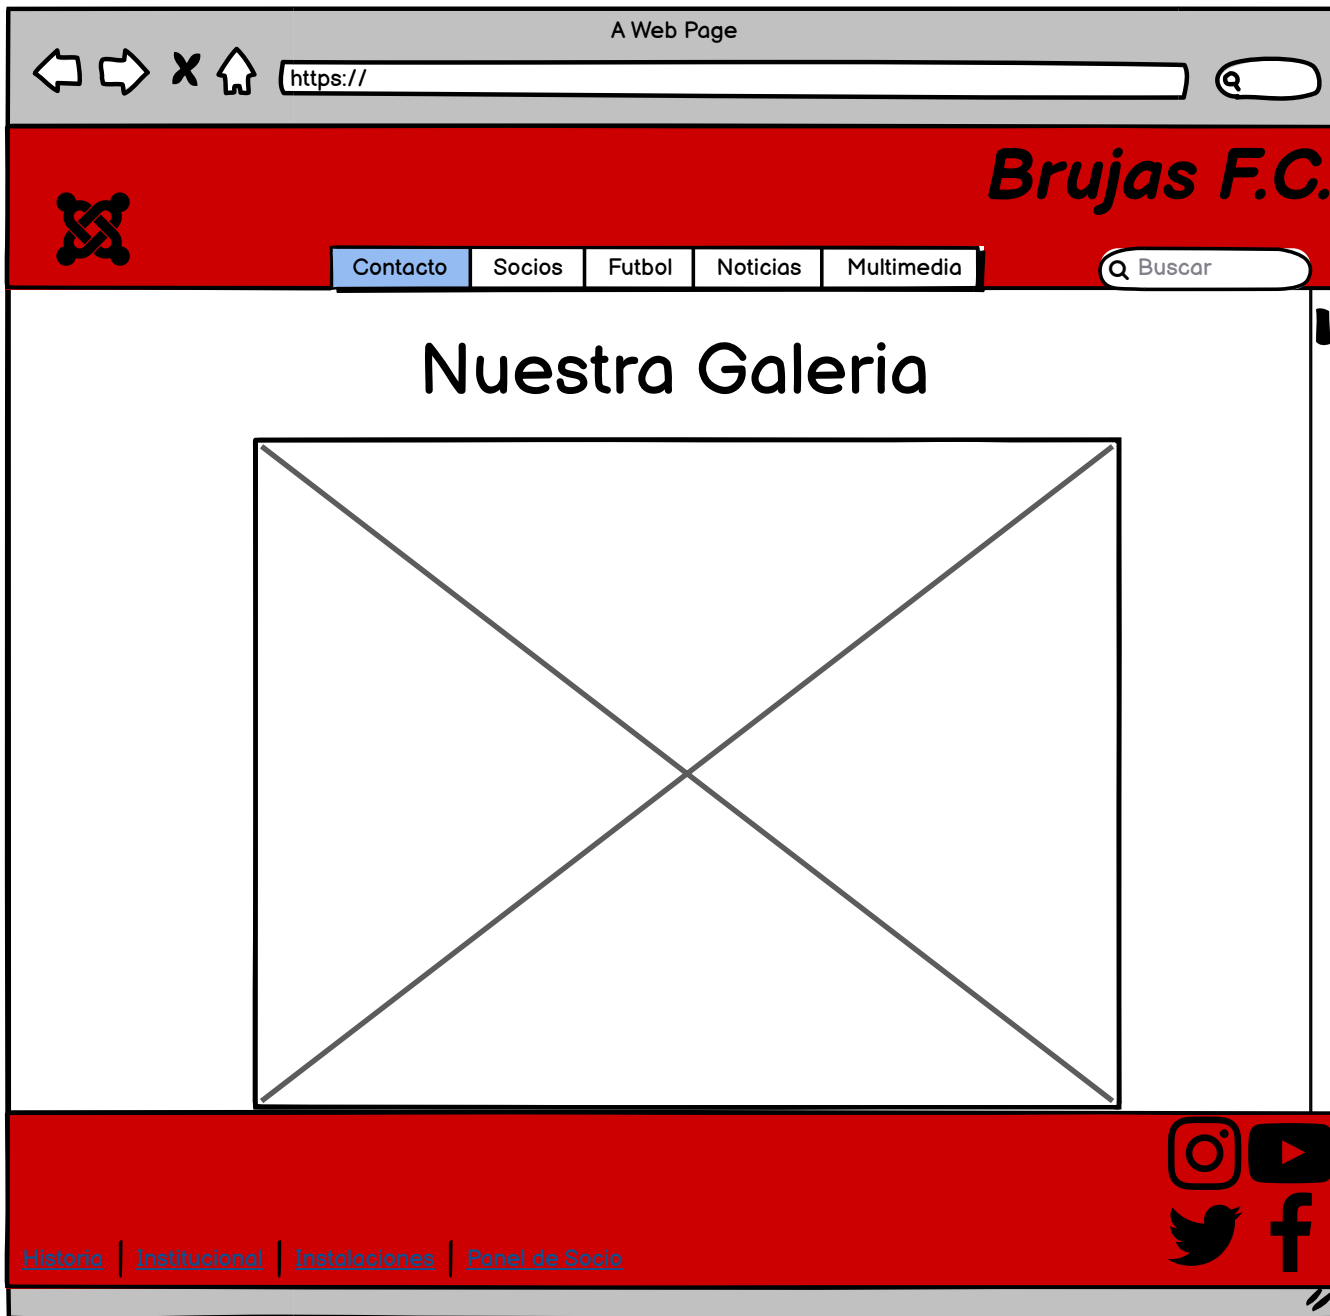 A Web Page
https://
Brujas F.C.
Contacto Socios Futbol Noticias Multimedia Buscar
Nuestra Galeria
Historia Institucional Instalaciones Panel de Socio